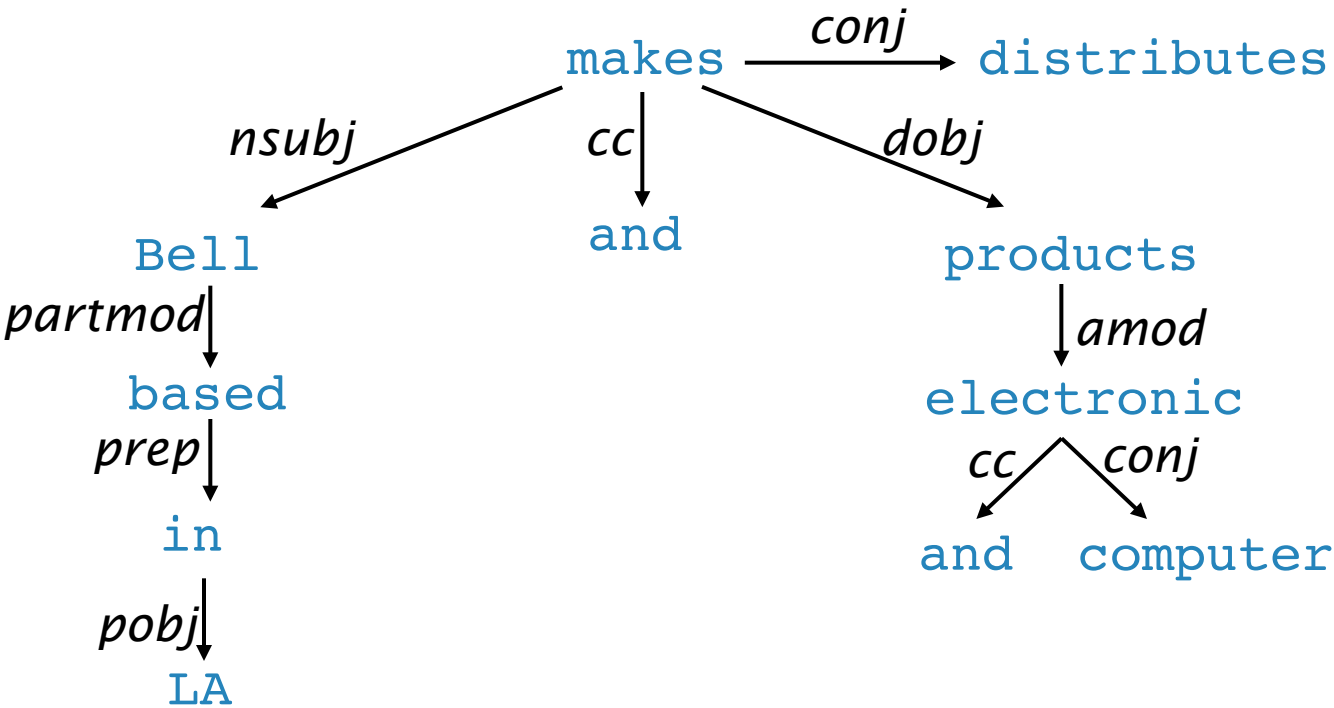 conj
makes distributes
nsubj cc dobj
and
Bell products
partmod amod
based electronic
prep cc conj
in and computer
pobj
LA